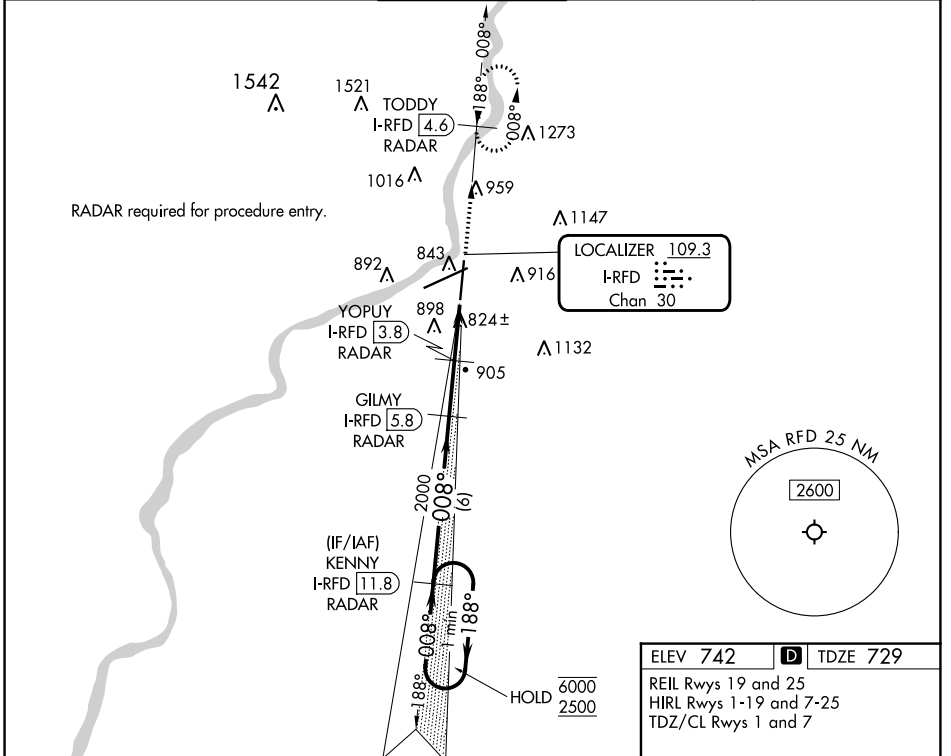 008°
188°
008°
1542
1521
TODDY
I-RFD 4.6
RADAR
1273
1016
959
RADAR required for procedure entry.
1147
LOCALIZER 109.3
I-RFD
Chan 30
892
843
916
YOPUY
I-RFD 3.8
RADAR
898
824±
1132
905
GILMY
I-RFD 5.8
RADAR
MSA RFD 25 NM
2600
2000
008°
(6)
(IF/IAF)
KENNY
I-RFD 11.8
RADAR
008°
1 min
188°
188°
HOLD
6000
2500
ELEV 742 D TDZE 729
REIL Rwys 19 and 25
HIRL Rwys 1-19 and 7-25
TDZ/CL Rwys 1 and 7